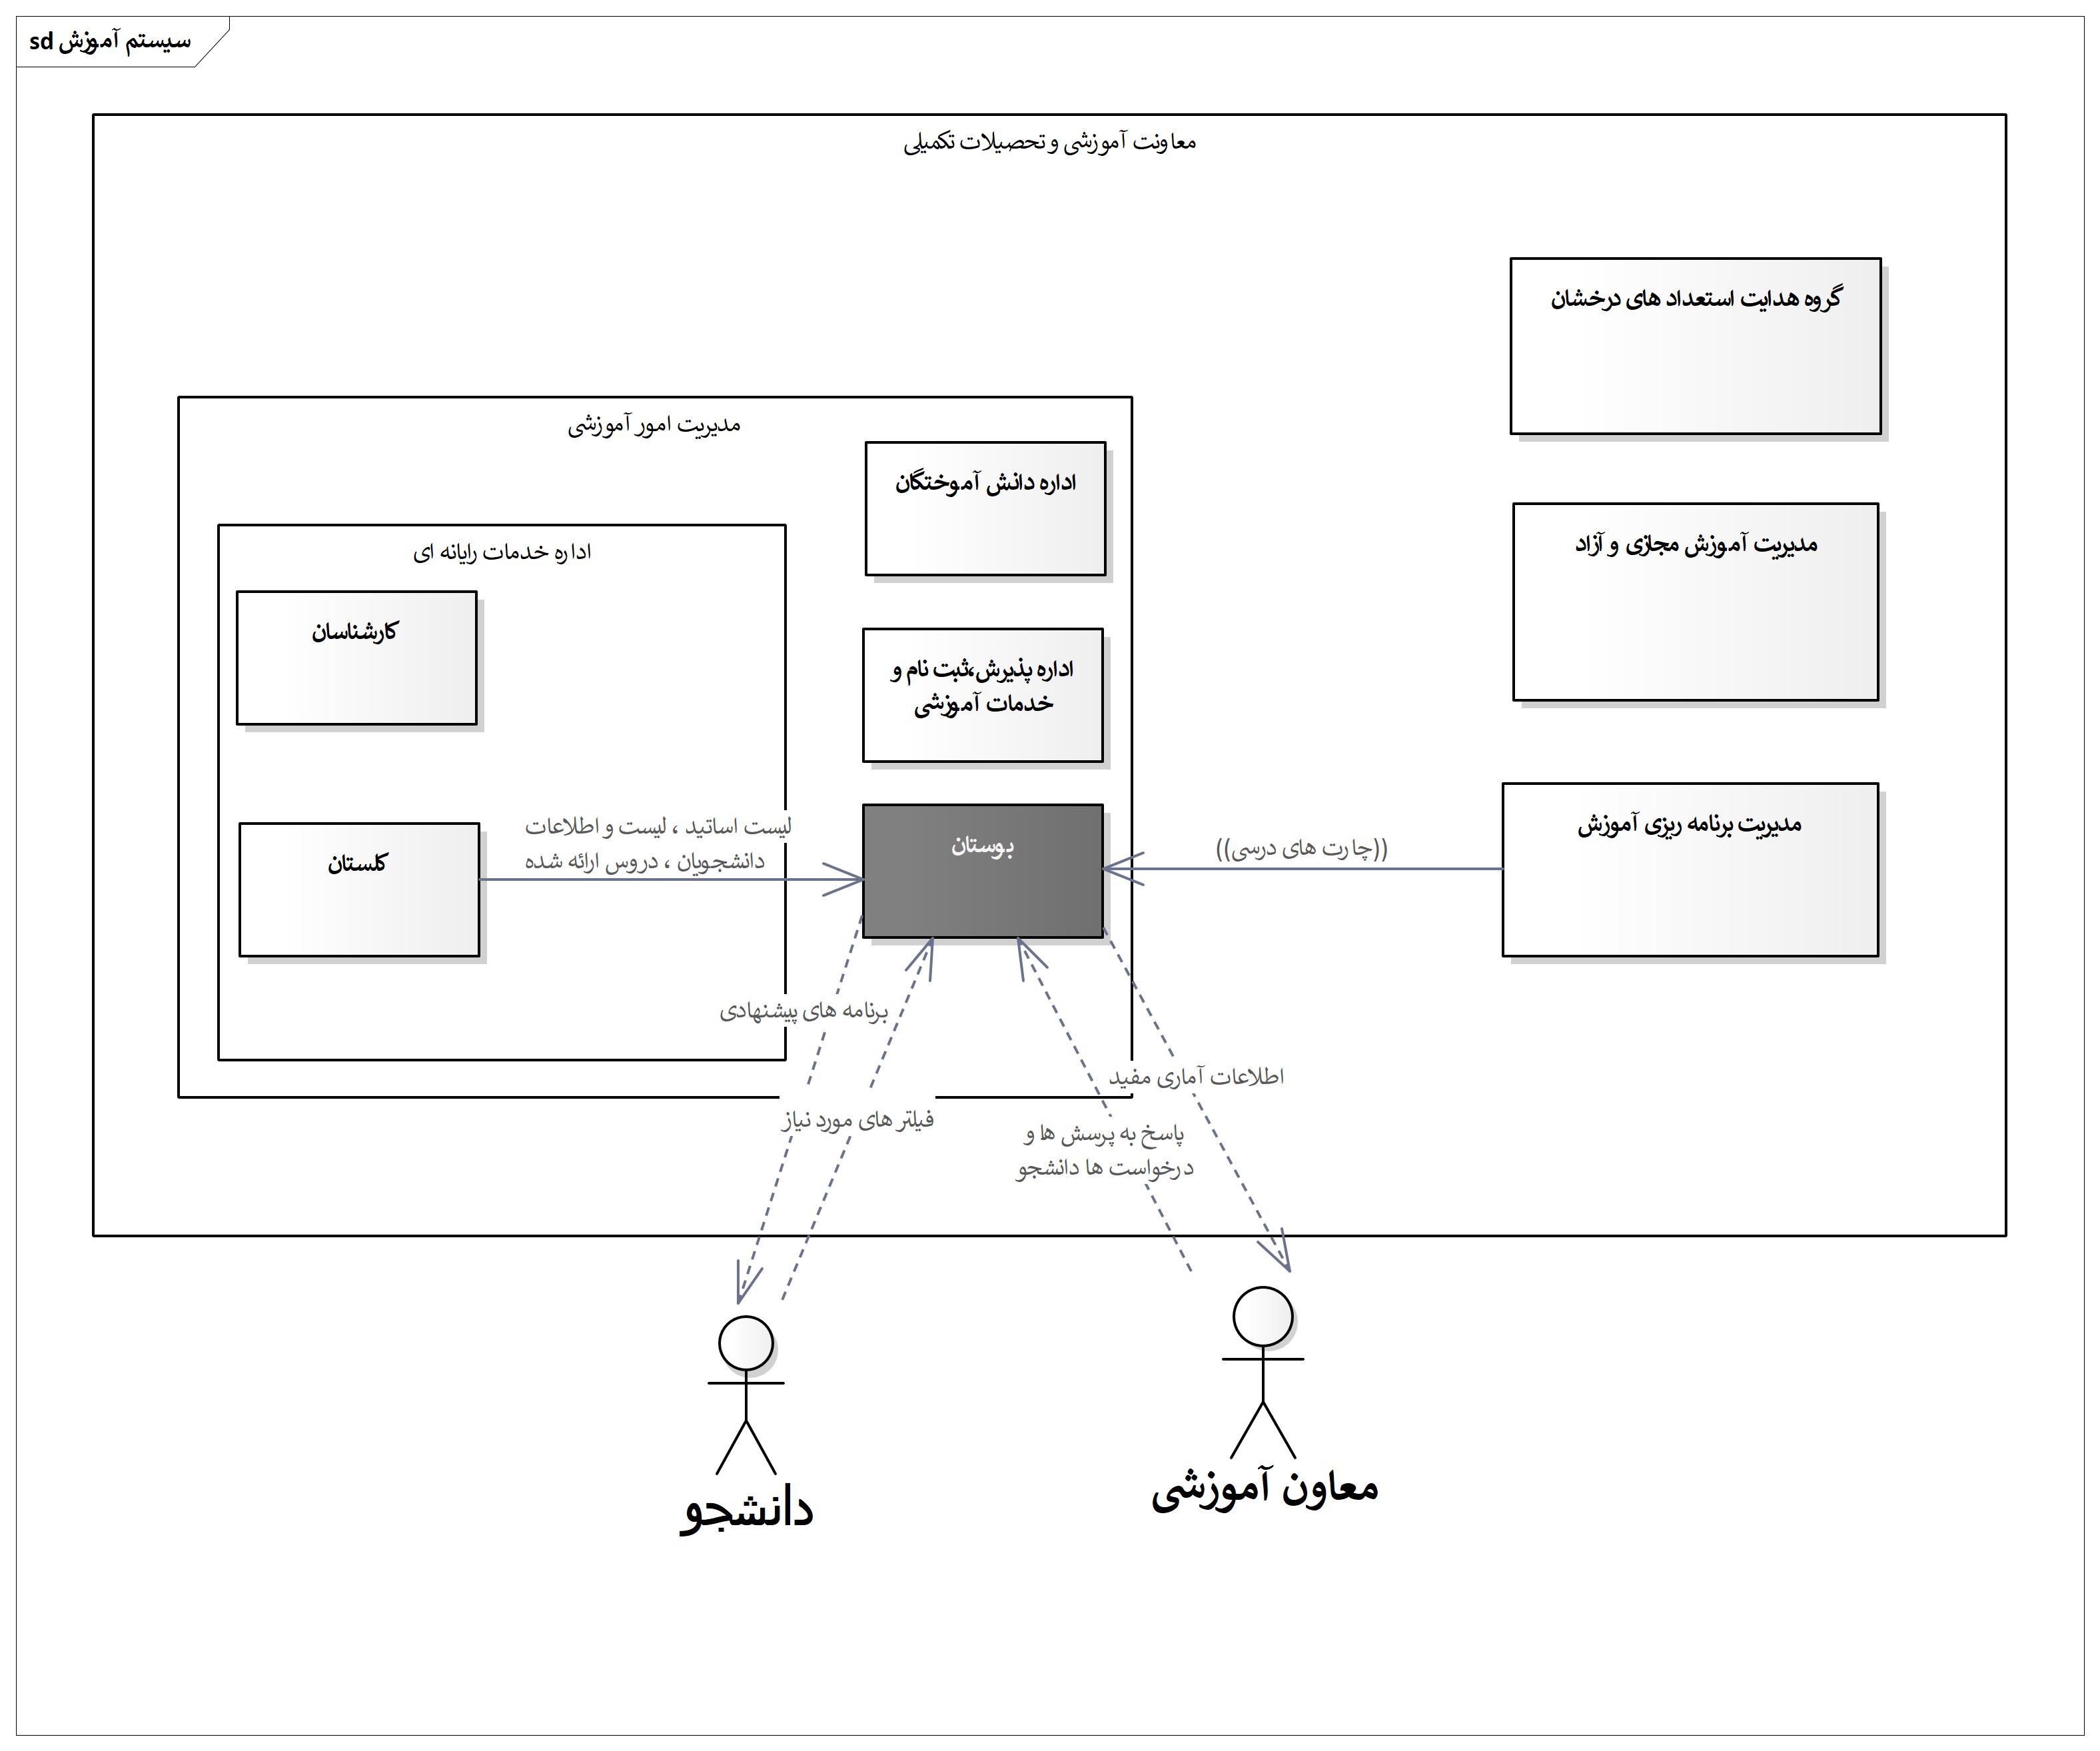 sd سیستم آموزش
معاونت آموزشی و تحصیلات تکمیلی
گروه هدایت استعداد های درخشان
مدیریت امور آموزشی
اداره دانش آموختگان
مدیریت آموزش مجازی و آزاد
اداره خدمات رایانه ای
کارشناسان
اداره پذیرش،ثبت نام و
خدمات آموزشی
لیست اساتید ، لیست و اطلاعات
دانشجویان ، دروس ارائه شده
گلستان
بوستان
((چارت های درسی))
مدیریت برنامه ریزی آموزش
برنامه های پیشنهادی
اطلاعات آماری مفید
فیلتر های مورد نیاز
پاسخ به پرسش ها و
درخواست ها دانشجو
دانشجو
معاون آموزشی